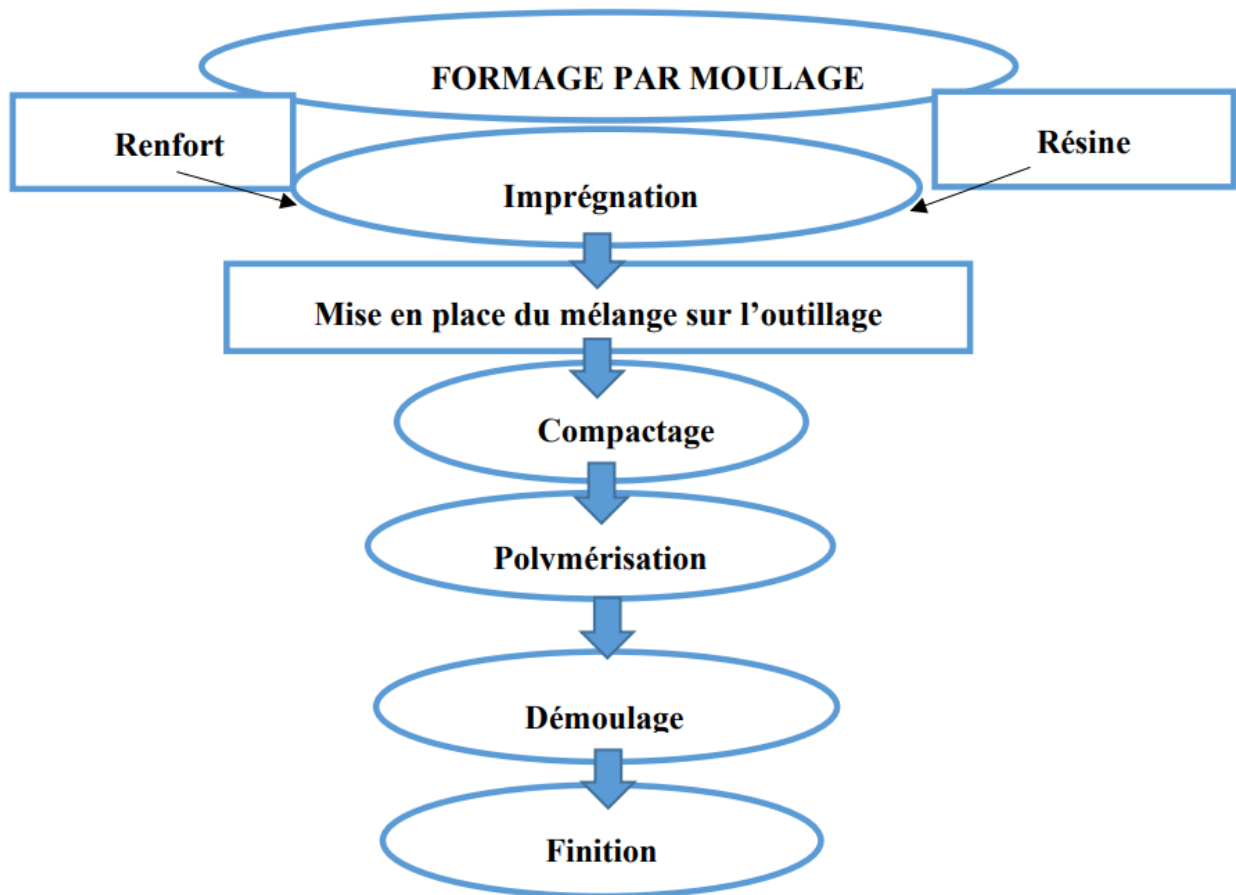 FORMAGE PAR MOULAGE
Renfort
Résine
Imprégnation
Mise en place du mélange sur l’outillage
Compactage
Polymérisation
Démoulage
Finition